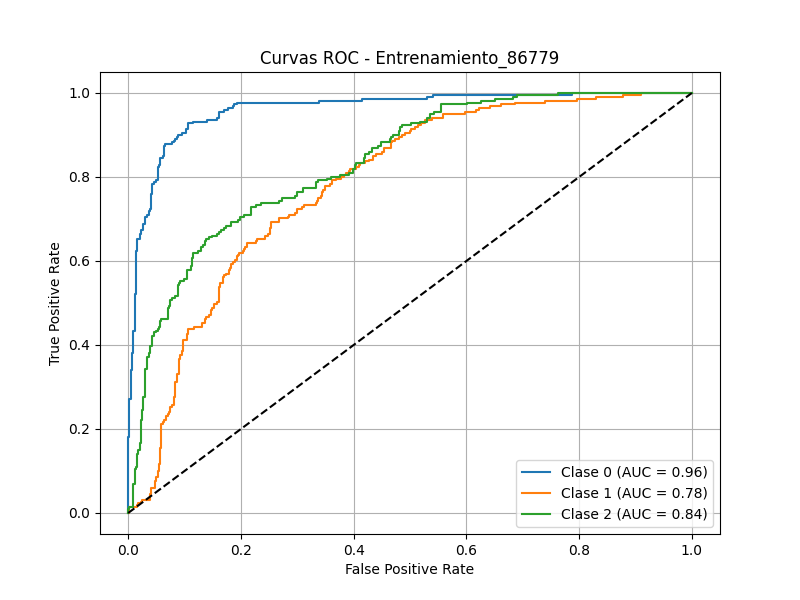 Curvas ROC - Entrenamiento_86779
1.0
0.8
0.6
0.4
0.2
0.0
True Positive Rate
0.0 0.2 0.4 0.6 0.8 1.0
False Positive Rate
Clase 0 (AUC = 0.96)
Clase 1 (AUC = 0.78)
Clase 2 (AUC = 0.84)